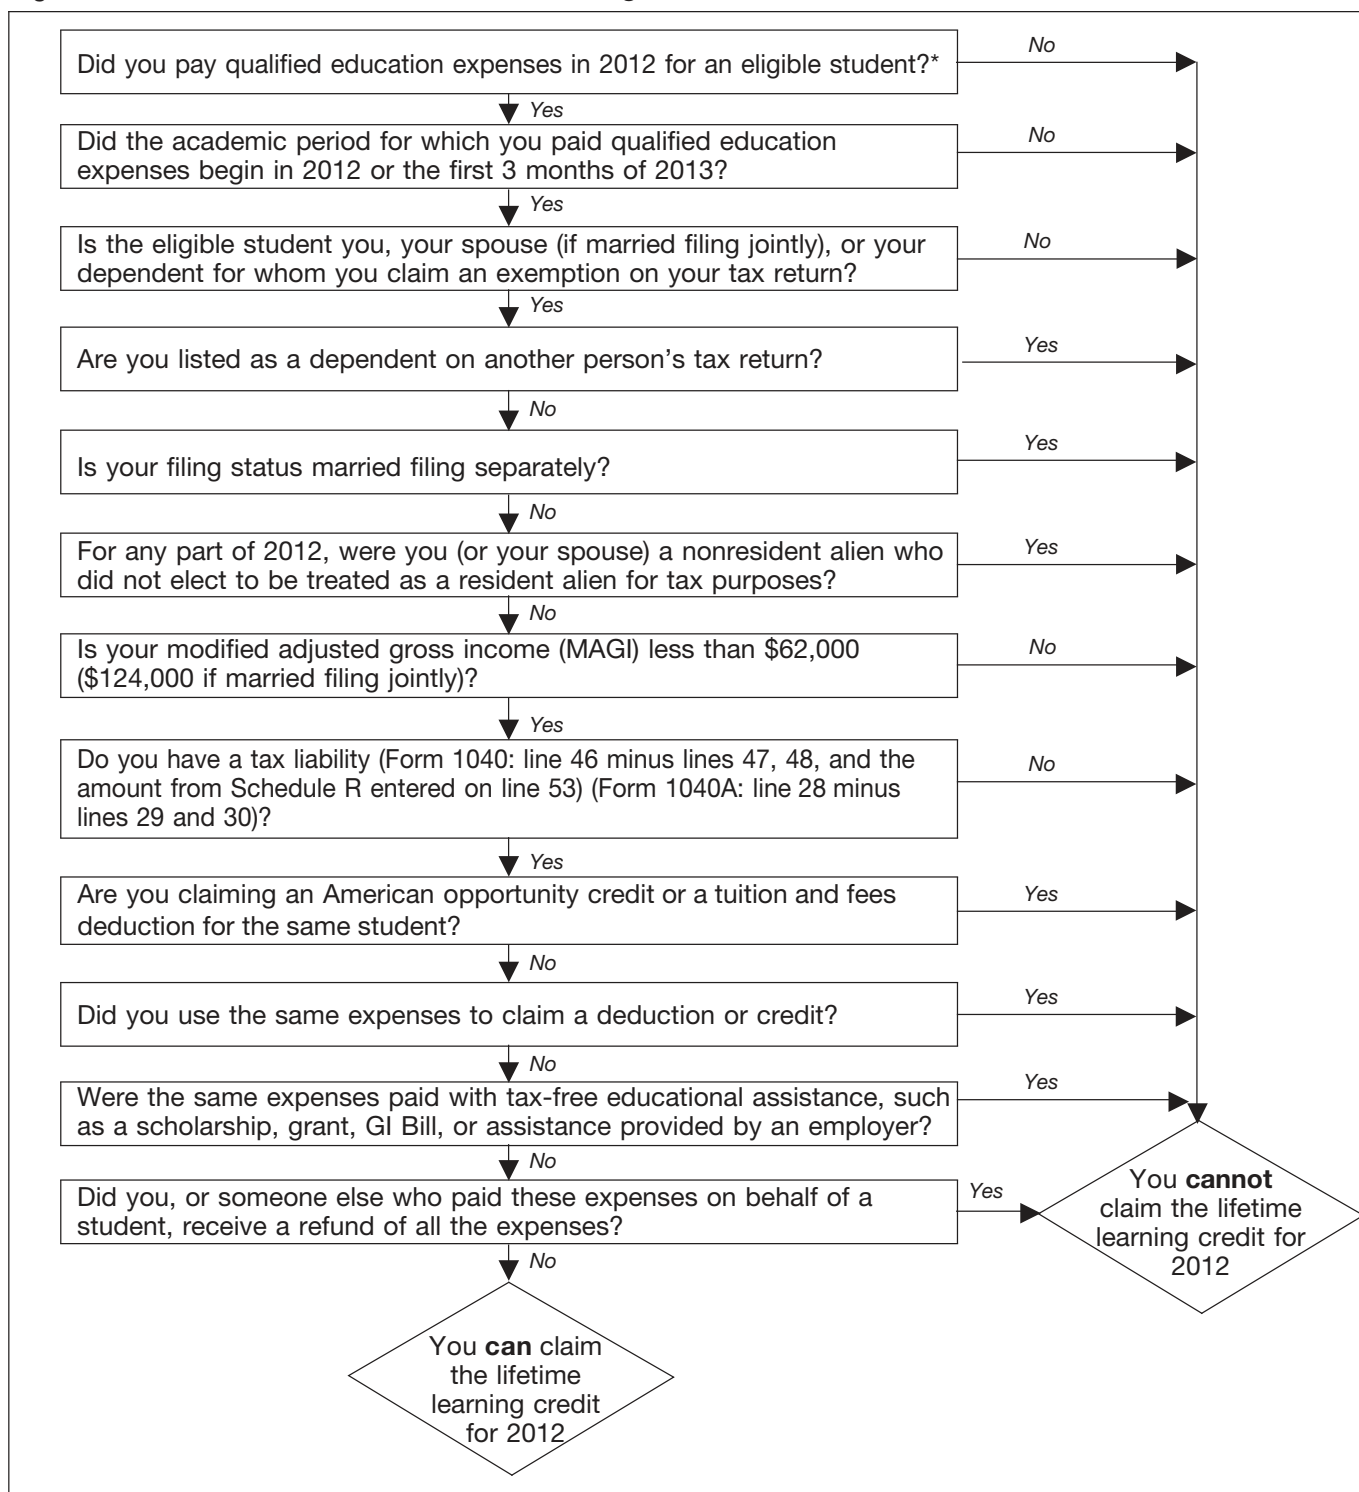 Did you pay qualified education expenses in 2012 for an eligible student?*
No
Yes
Did the academic period for which you paid qualified education
expenses begin in 2012 or the first 3 months of 2013?
No
Yes
Is the eligible student you, your spouse (if married filing jointly), or your
dependent for whom you claim an exemption on your tax return?
No
Yes
Are you listed as a dependent on another person's tax return?
Yes
No
Is your filing status married filing separately?
Yes
No
For any part of 2012, were you (or your spouse) a nonresident alien who
did not elect to be treated as a resident alien for tax purposes?
Yes
No
Is your modified adjusted gross income (MAGI) less than $62,000
($124,000 if married filing jointly)?
No
Yes
Do you have a tax liability (Form 1040: line 46 minus lines 47, 48, and the
amount from Schedule R entered on line 53) (Form 1040A: line 28 minus
lines 29 and 30)?
No
Yes
Are you claiming an American opportunity credit or a tuition and fees
deduction for the same student?
Yes
No
Did you use the same expenses to claim a deduction or credit?
Yes
No
Were the same expenses paid with tax-free educational assistance, such
as a scholarship, grant, GI Bill, or assistance provided by an employer?
Yes
No
Did you, or someone else who paid these expenses on behalf of a
student, receive a refund of all the expenses?
Yes
No
You cannot
claim the lifetime
learning credit for
2012
You can claim
the lifetime
learning credit
for 2012